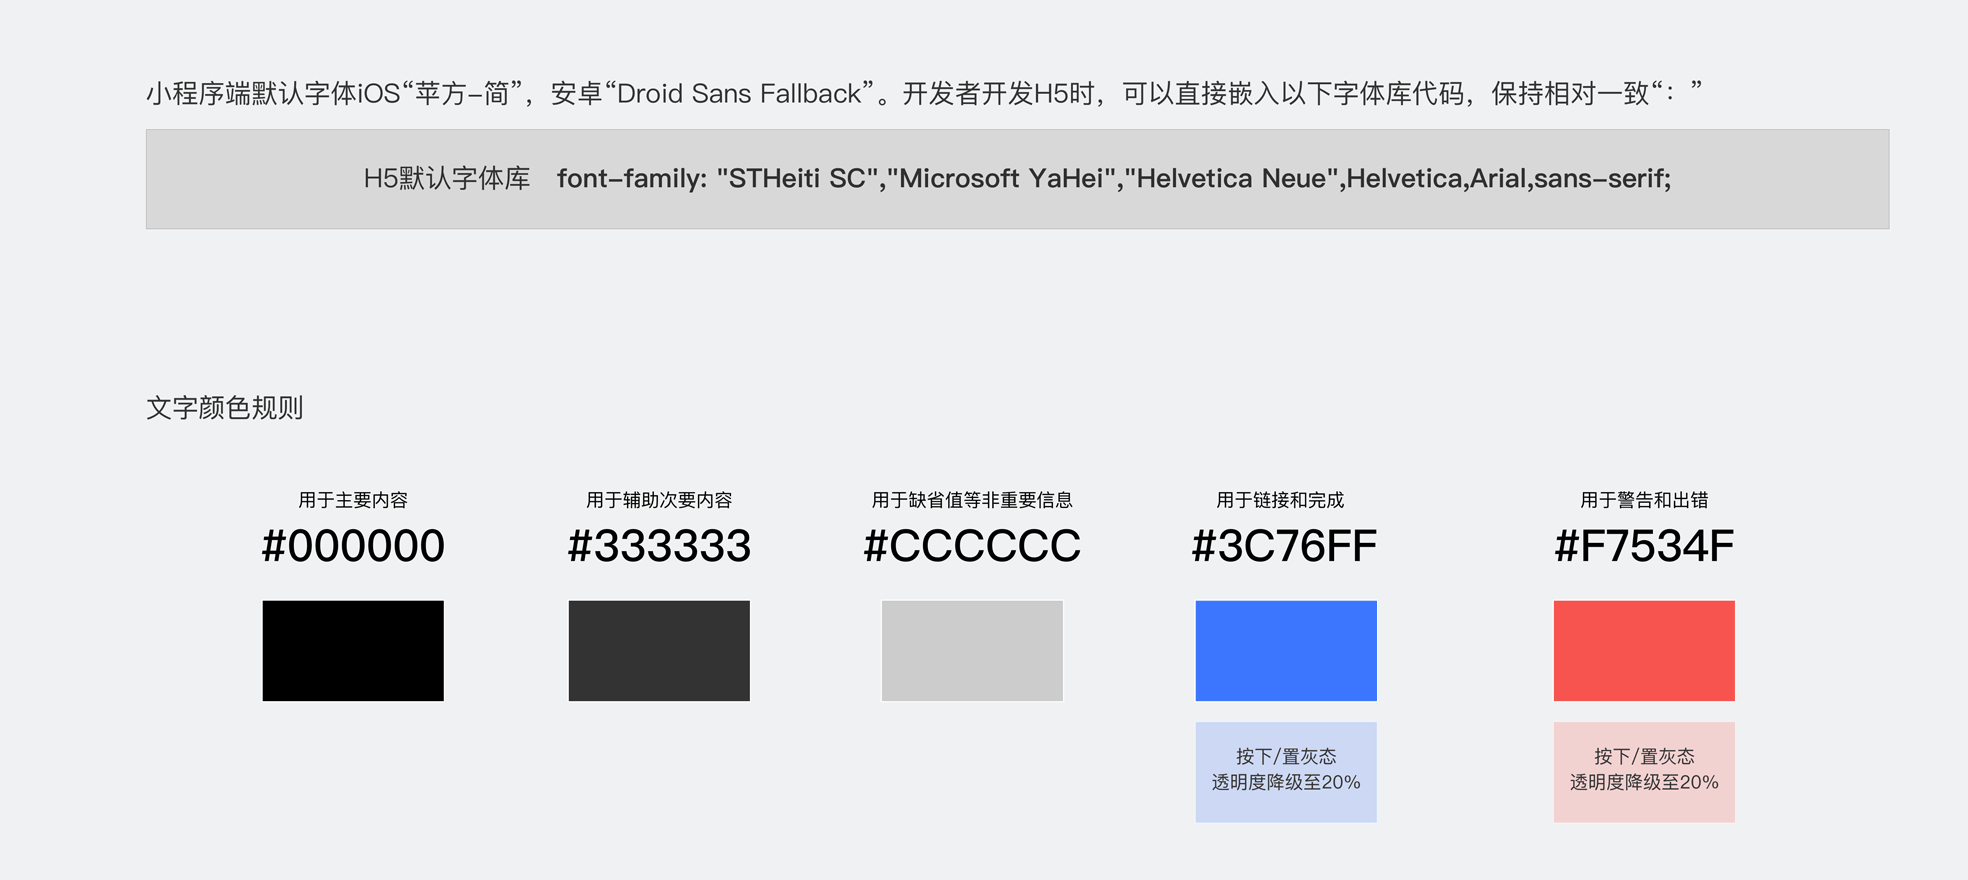 小程序端默认字体iOS“苹方-简”，安卓“Droid Sans Fallback”。开发者开发H5时，可以直接嵌入以下字体库代码，保持相对一致“：”
H5默认字体库 font-family: "STHeiti SC","Microsoft YaHei","Helvetica Neue",Helvetica,Arial,sans-serif;
文字颜色规则
用于主要内容
#000000
用于辅助次要内容
#333333
用于缺省值等非重要信息
#CCCCCC
用于链接和完成
#3C76FF
按下/置灰态
透明度降级至20%
用于警告和出错
#F7534F
按下/置灰态
透明度降级至20%